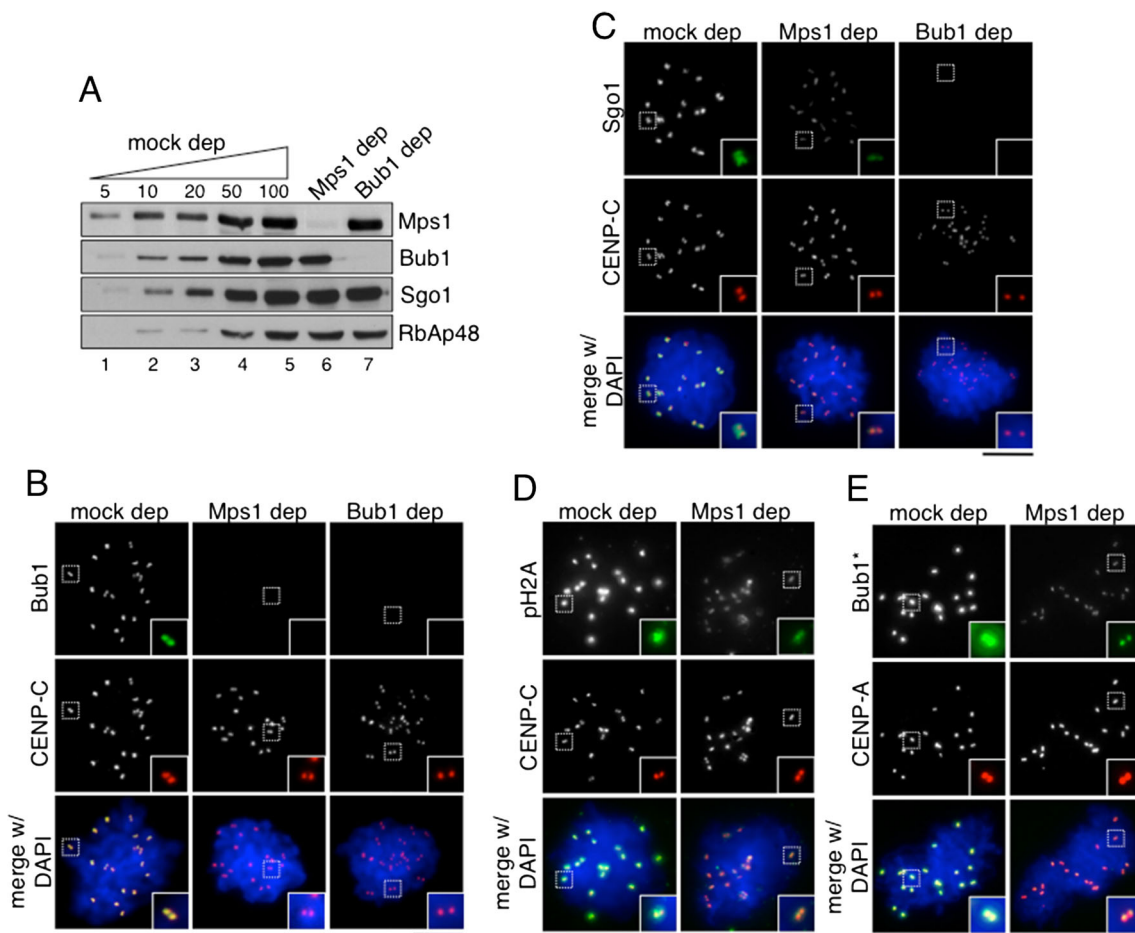 A
mock dep
Mps1 dep
Bub1 dep
5 10 20 50 100
Mps1
Bub1
Sgo1
RbAp48
1 2 3 4 5 6 7
B
mock dep Mps1 dep Bub1 dep
Bub1
CENP-C
merge w/
DAPI
C
mock dep Mps1 dep Bub1 dep
Sgo1
CENP-C
merge w/
DAPI
D
mock dep Mps1 dep
pH2A
CENP-C
merge w/
DAPI
E
mock dep Mps1 dep
Bub1*
CENP-A
merge w/
DAPI